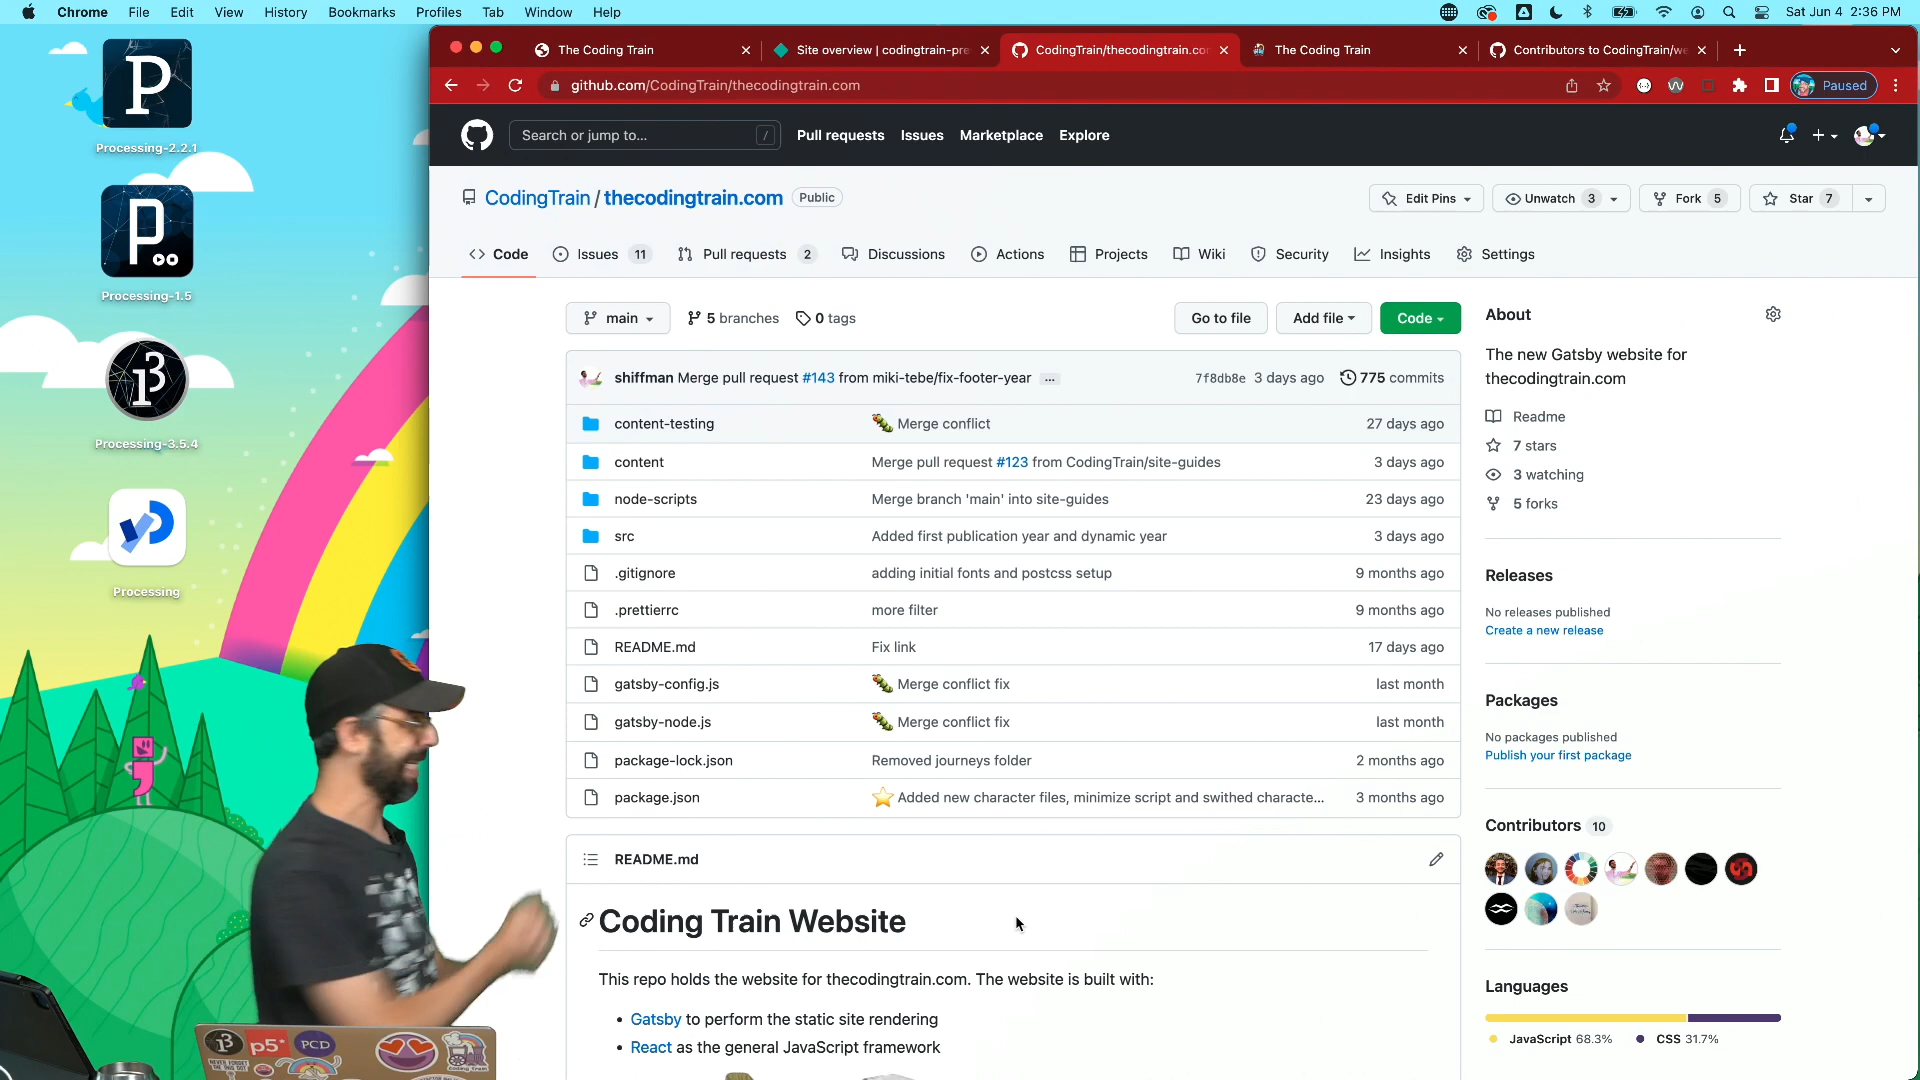 Chrome File Edit View History Bookmarks Profiles Tab Window Help
Sat Jun 4 2:36 PM
The Coding Train
Site overview | codingtrain-pre
CodingTrain/thecodingtrain.co
The Coding Train
Contributors to CodingTrain/we
github.com/CodingTrain/thecodingtrain.com
Paused
Search or jump to... /
Pull requests Issues Marketplace Explore
CodingTrain / thecodingtrain.com Public
Edit Pins Unwatch 3 Fork 5 Star 7
Code Issues 11 Pull requests 2 Discussions Actions Projects Wiki Security Insights Settings
main 5 branches 0 tags Go to file Add file Code
shiffman Merge pull request #143 from miki-tebe/fix-footer-year ... 7f8db8e 3 days ago 775 commits
content-testing Merge conflict 27 days ago
content Merge pull request #123 from CodingTrain/site-guides 3 days ago
node-scripts Merge branch 'main' into site-guides 23 days ago
src Added first publication year and dynamic year 3 days ago
.gitignore adding initial fonts and postcss setup 9 months ago
.prettierrc more filter 9 months ago
README.md Fix link 17 days ago
gatsby-config.js Merge conflict fix last month
gatsby-node.js Merge conflict fix last month
package-lock.json Removed journeys folder 2 months ago
package.json Added new character files, minimize script and swithed characte... 3 months ago
README.md
Coding Train Website
This repo holds the website for thecodingtrain.com. The website is built with:
• Gatsby to perform the static site rendering
• React as the general JavaScript framework
About
The new Gatsby website for
thecodingtrain.com
Readme
7 stars
3 watching
5 forks
Releases
No releases published
Create a new release
Packages
No packages published
Publish your first package
Contributors 10
Languages
JavaScript 68.3% CSS 31.7%
P
Processing-2.2.1
P
Processing-1.5
i3
Processing-3.5.4
Processing
i3 p5* PCD
NEVER FORGET
coding train